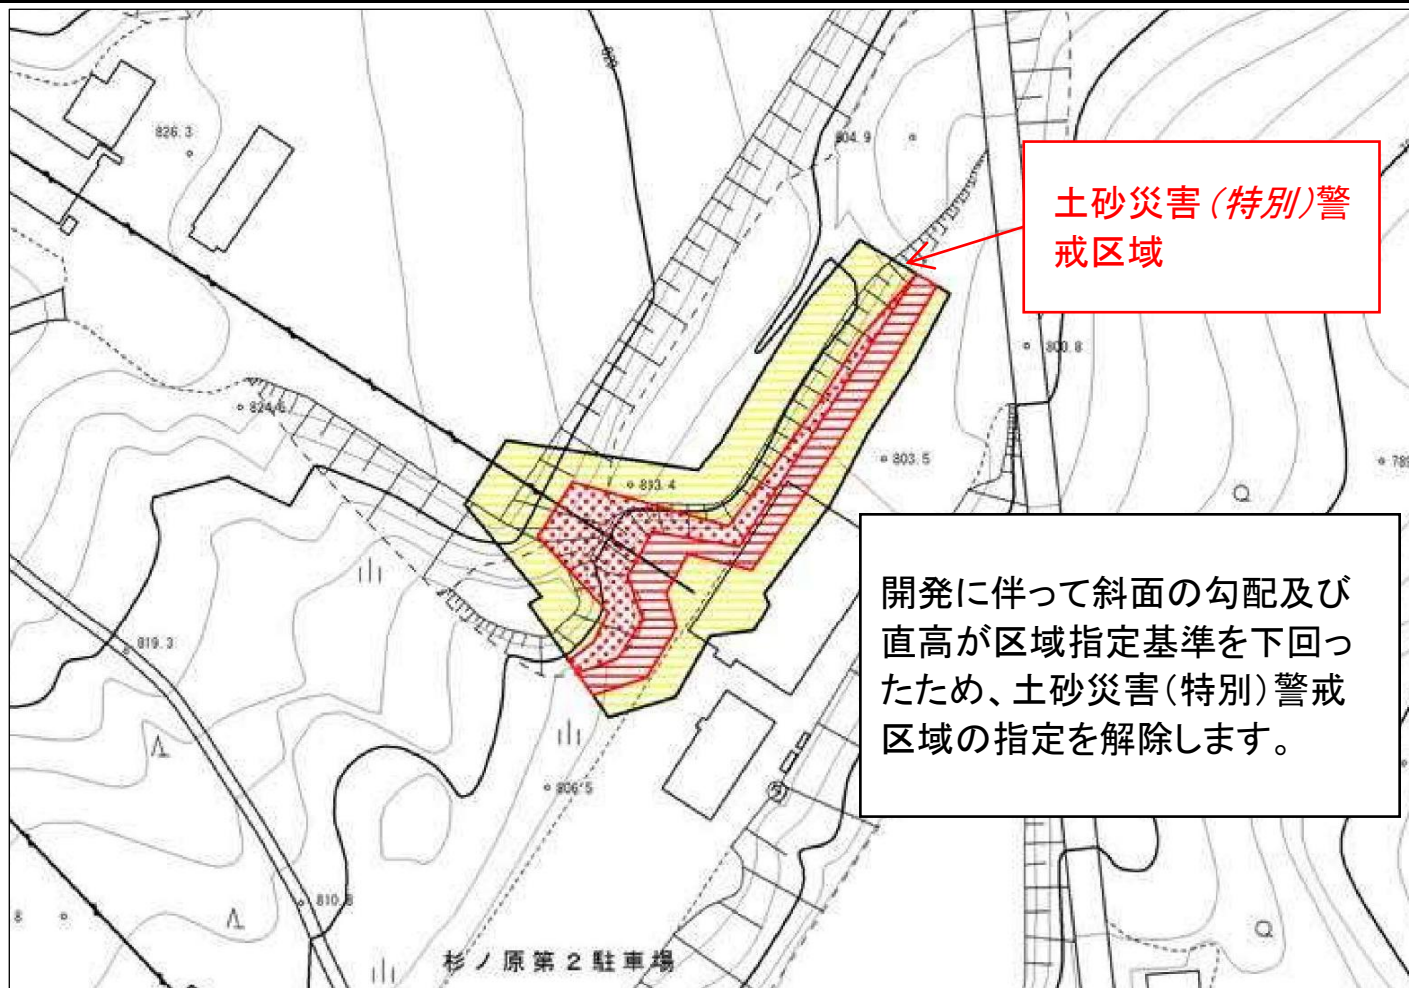 820
826.3
804.9
土砂災害(特別)警
戒区域
800.8
824.6
803.5
789
813.4
開発に伴って斜面の勾配及び
直高が区域指定基準を下回っ
たため、土砂災害(特別)警戒
区域の指定を解除します。
819.3
806.5
810.8
8
杉ノ原第2駐車場